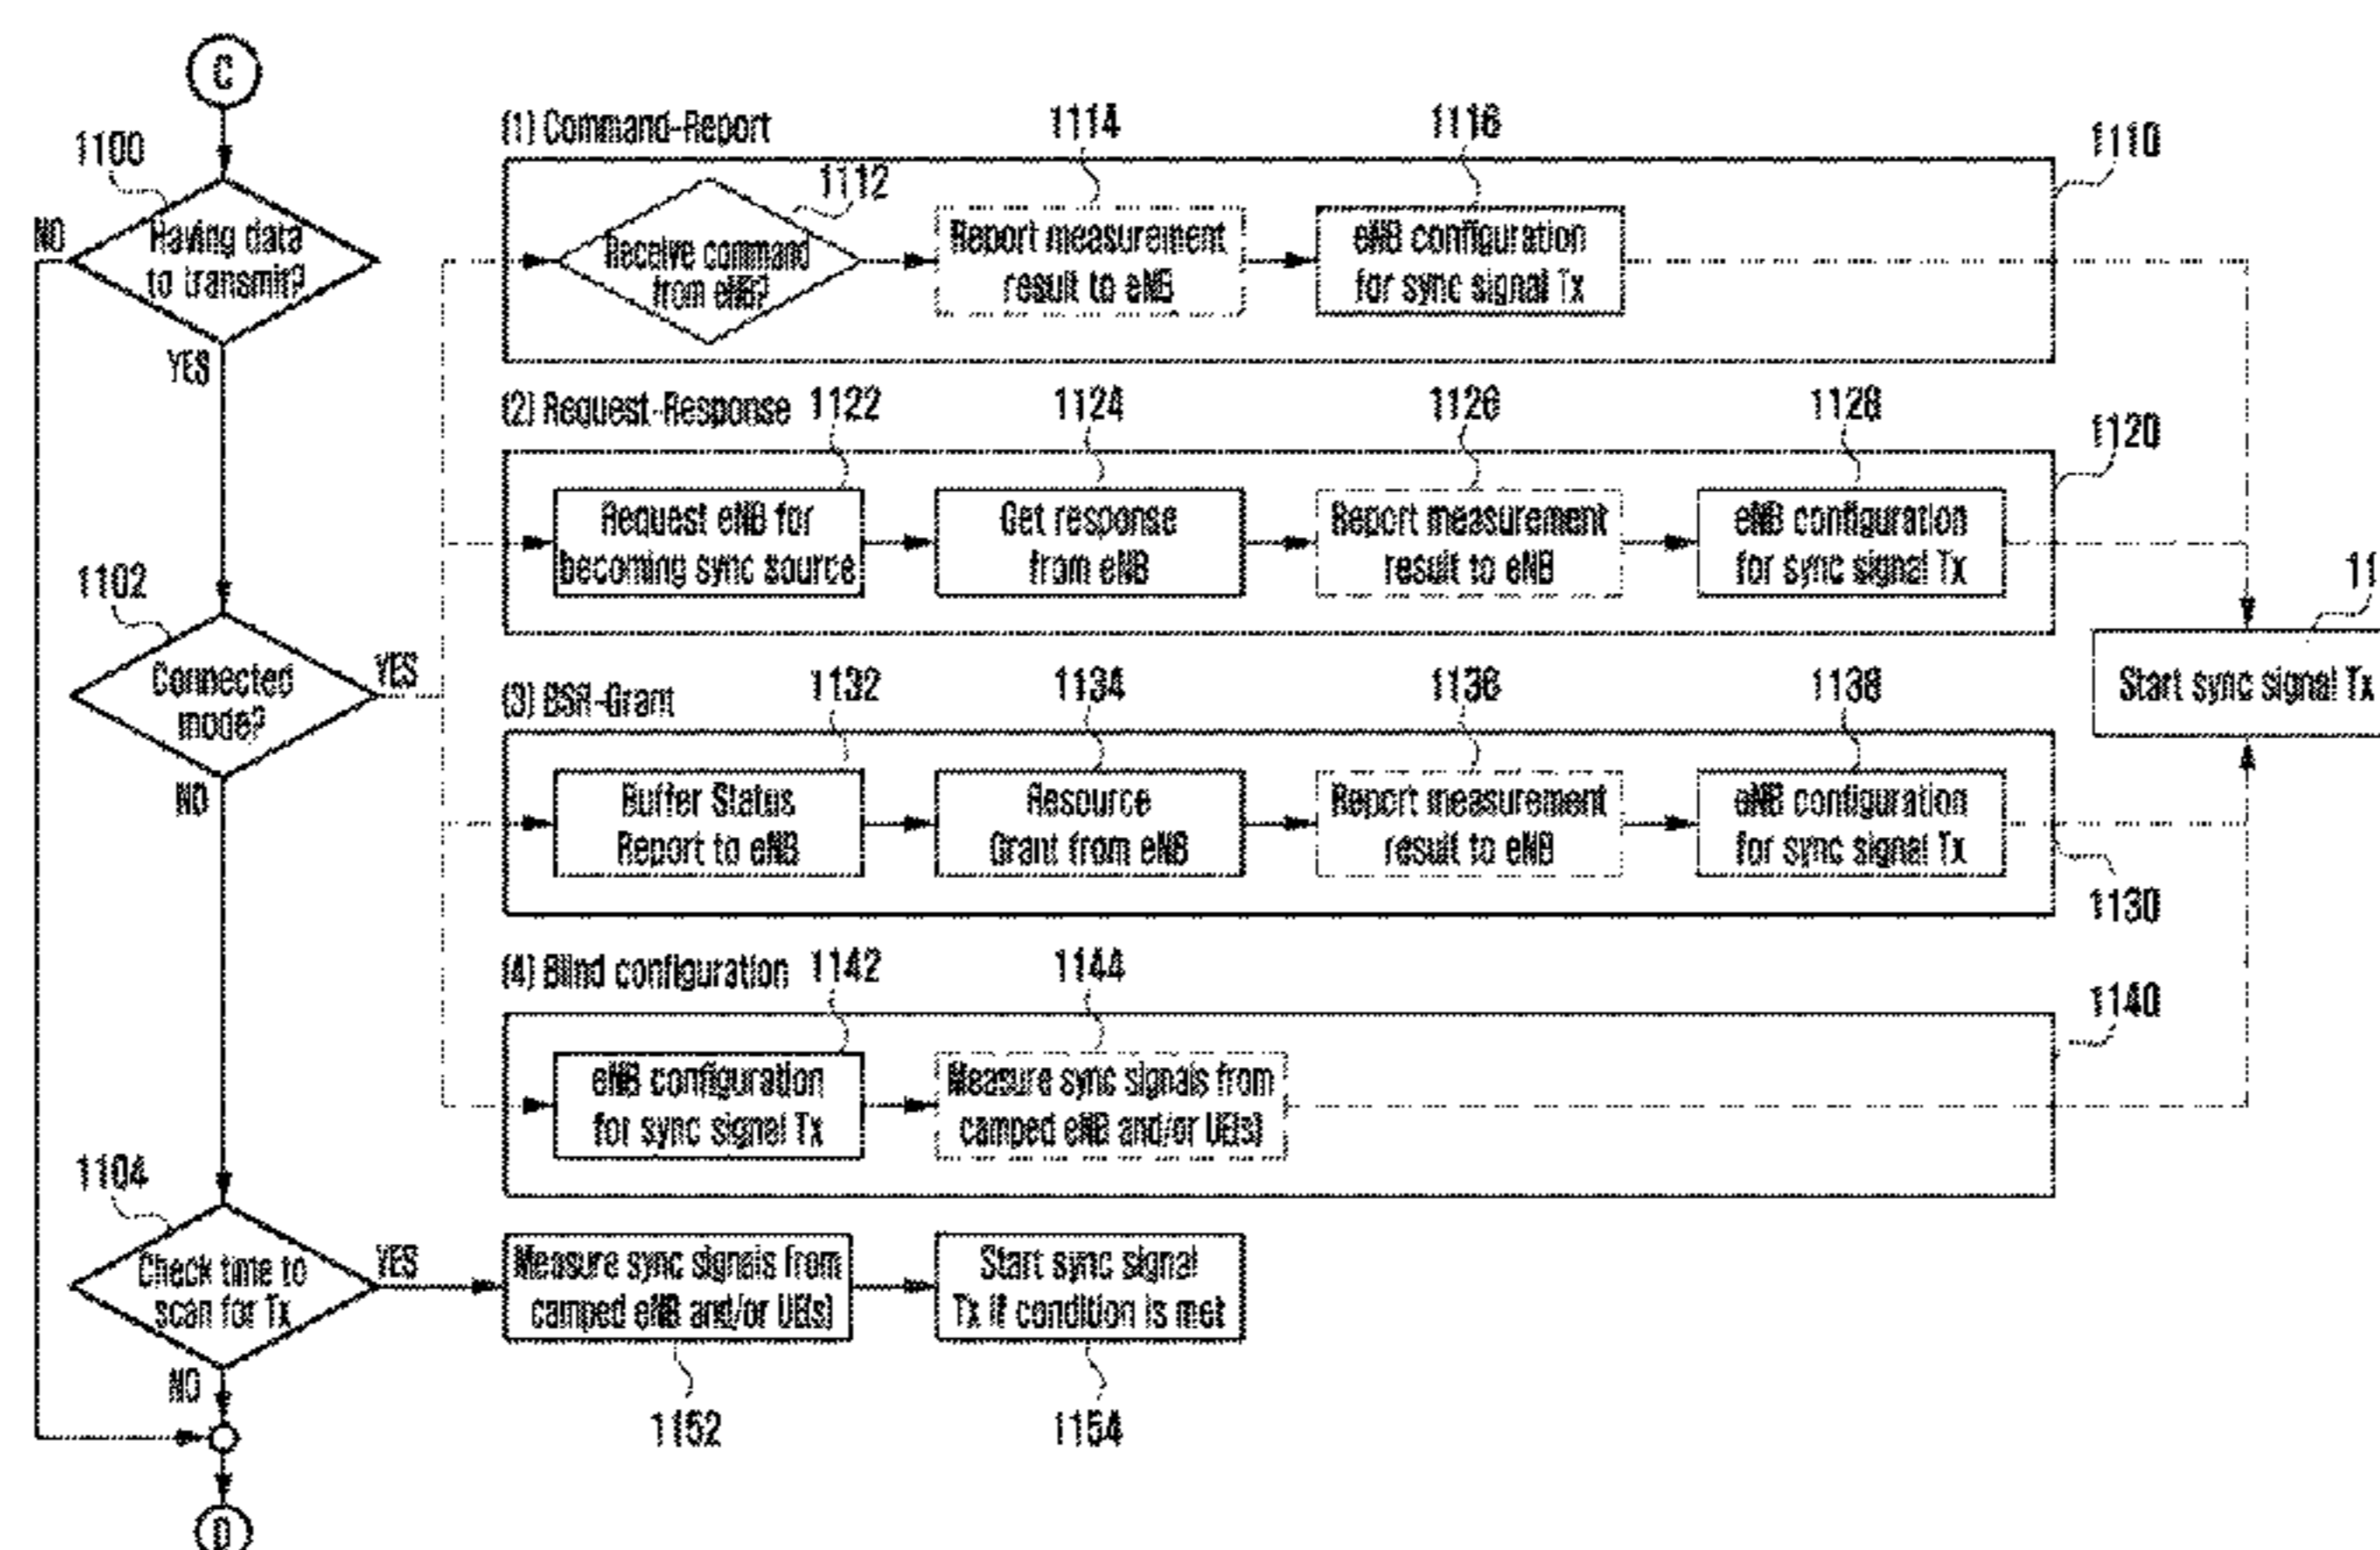 C
1100
Having data
to transmit?
NO
YES
1102
Connected
mode?
YES
NO
1104
Check time to
scan for Tx
YES
NO
D
(1) Command-Report
1110
1112
Receive command
from eNB?
1114
Report measurement
result to eNB
1116
eNB configuration
for sync signal Tx
(2) Request-Response
1120
1122
Request eNB for
becoming sync source
1124
Get response
from eNB
1126
Report measurement
result to eNB
1128
eNB configuration
for sync signal Tx
11
Start sync signal Tx
(3) BSR-Grant
1130
1132
Buffer Status
Report to eNB
1134
Resource
Grant from eNB
1136
Report measurement
result to eNB
1138
eNB configuration
for sync signal Tx
(4) Blind configuration
1140
1142
eNB configuration
for sync signal Tx
1144
Measure sync signals from
camped eNB and/or UE(s)
Measure sync signals from
camped eNB and/or UE(s)
1152
Start sync signal
Tx if condition is met
1154